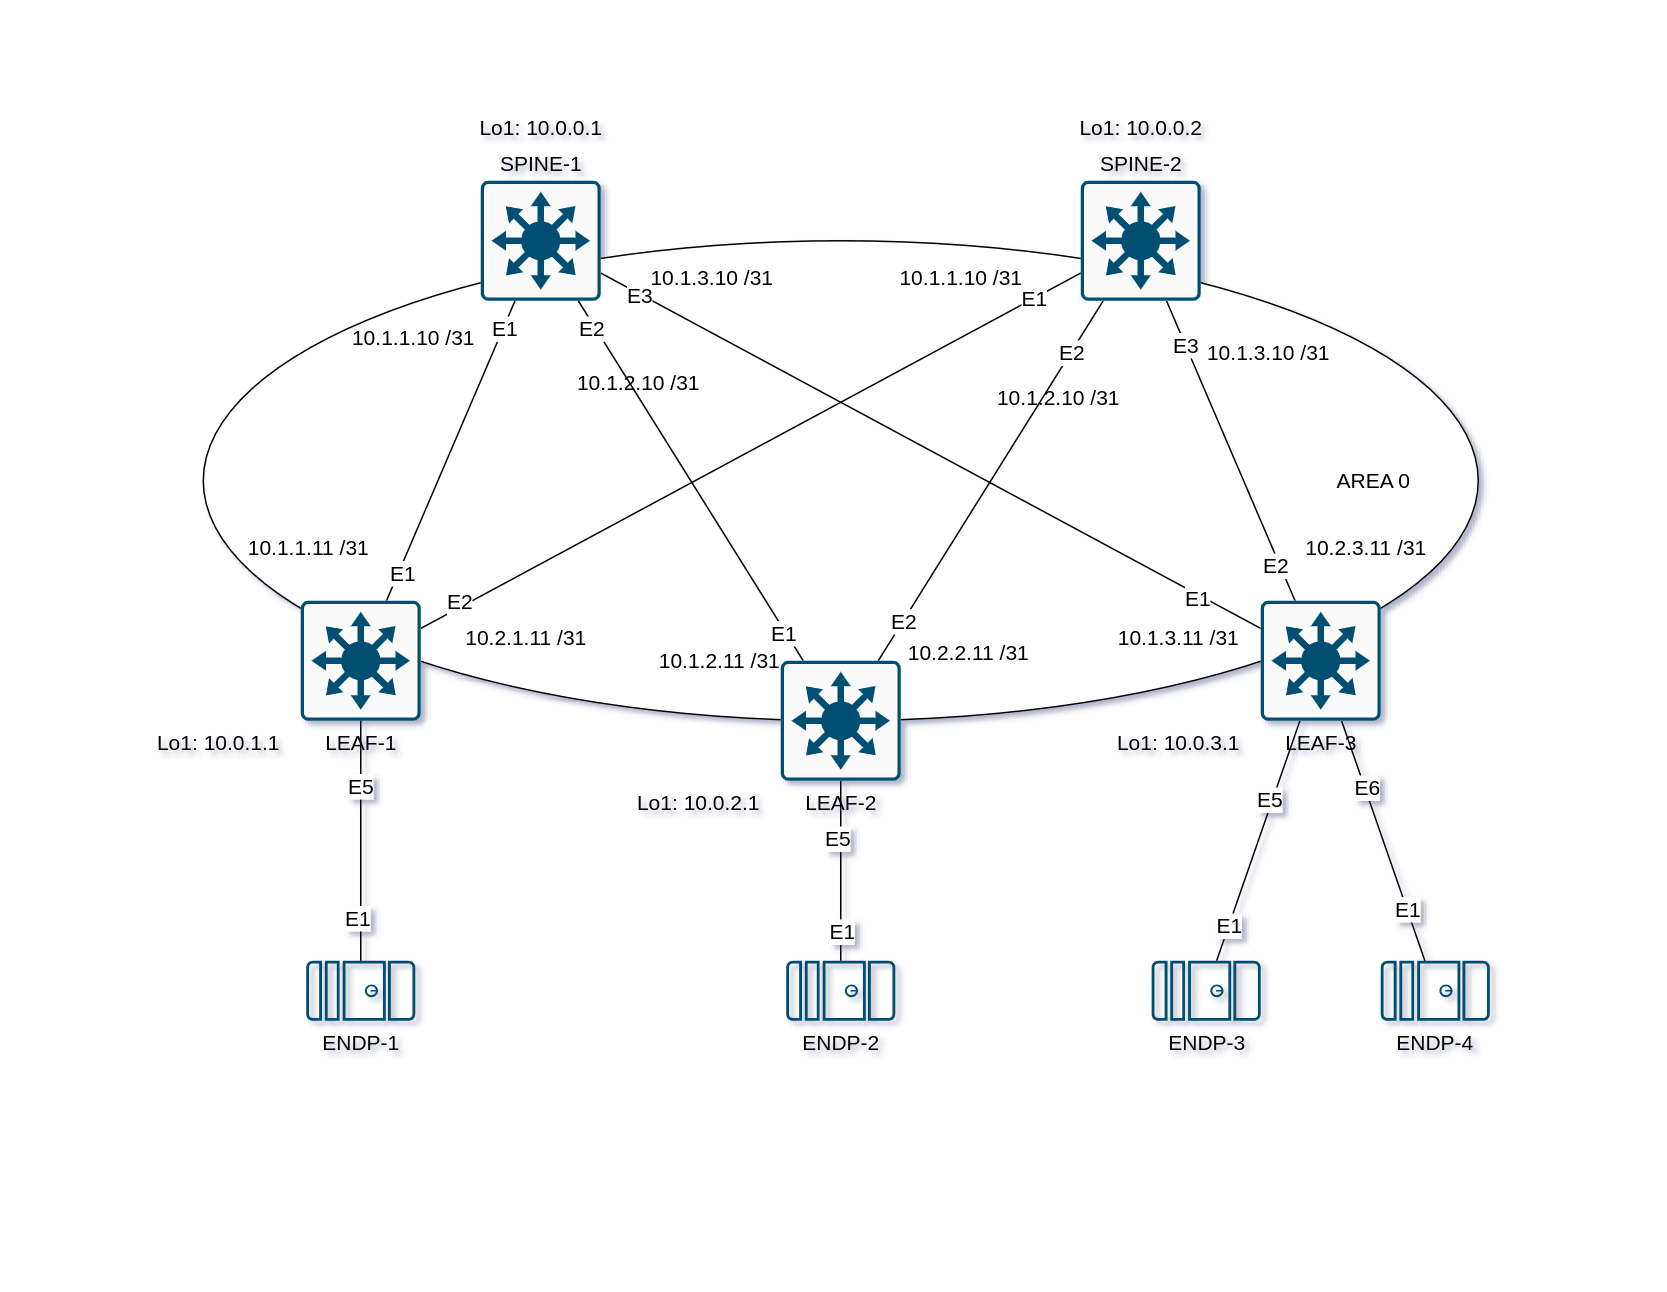 Lo1: 10.0.0.1
Lo1: 10.0.0.2
SPINE-1
SPINE-2
10.1.3.10 /31
10.1.1.10 /31
E3
E1
10.1.1.10 /31
E1
E2
E2
E3
10.1.3.10 /31
10.1.2.10 /31
10.1.2.10 /31
AREA 0
10.1.1.11 /31
10.2.3.11 /31
E1
E2
E2
E1
10.2.1.11 /31
E1
E2
10.1.3.11 /31
10.1.2.11 /31
10.2.2.11 /31
Lo1: 10.0.1.1
LEAF-1
Lo1: 10.0.3.1
LEAF-3
E5
E6
E5
Lo1: 10.0.2.1
LEAF-2
E5
E1
E1
E1
E1
ENDP-1
ENDP-2
ENDP-3
ENDP-4